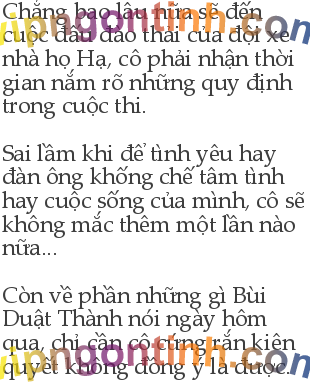 Chẳng bao lâu nữa sẽ đến
cuộc đấu đào thải của đội xe
nhà họ Hạ, cô phải nhận thời
gian nắm rõ những quy định
trong cuộc thi.
Sai lầm khi để tình yêu hay
đàn ông khống chế tâm tình
hay cuộc sống của mình, cô sẽ
không mắc thêm một lần nào
nữa...
Còn về phần những gì Bùi
Duật Thành nói ngày hôm
qua, chỉ cần cô cứng rắn kiên
quyết không đồng ý là được.
vipngontinh.com